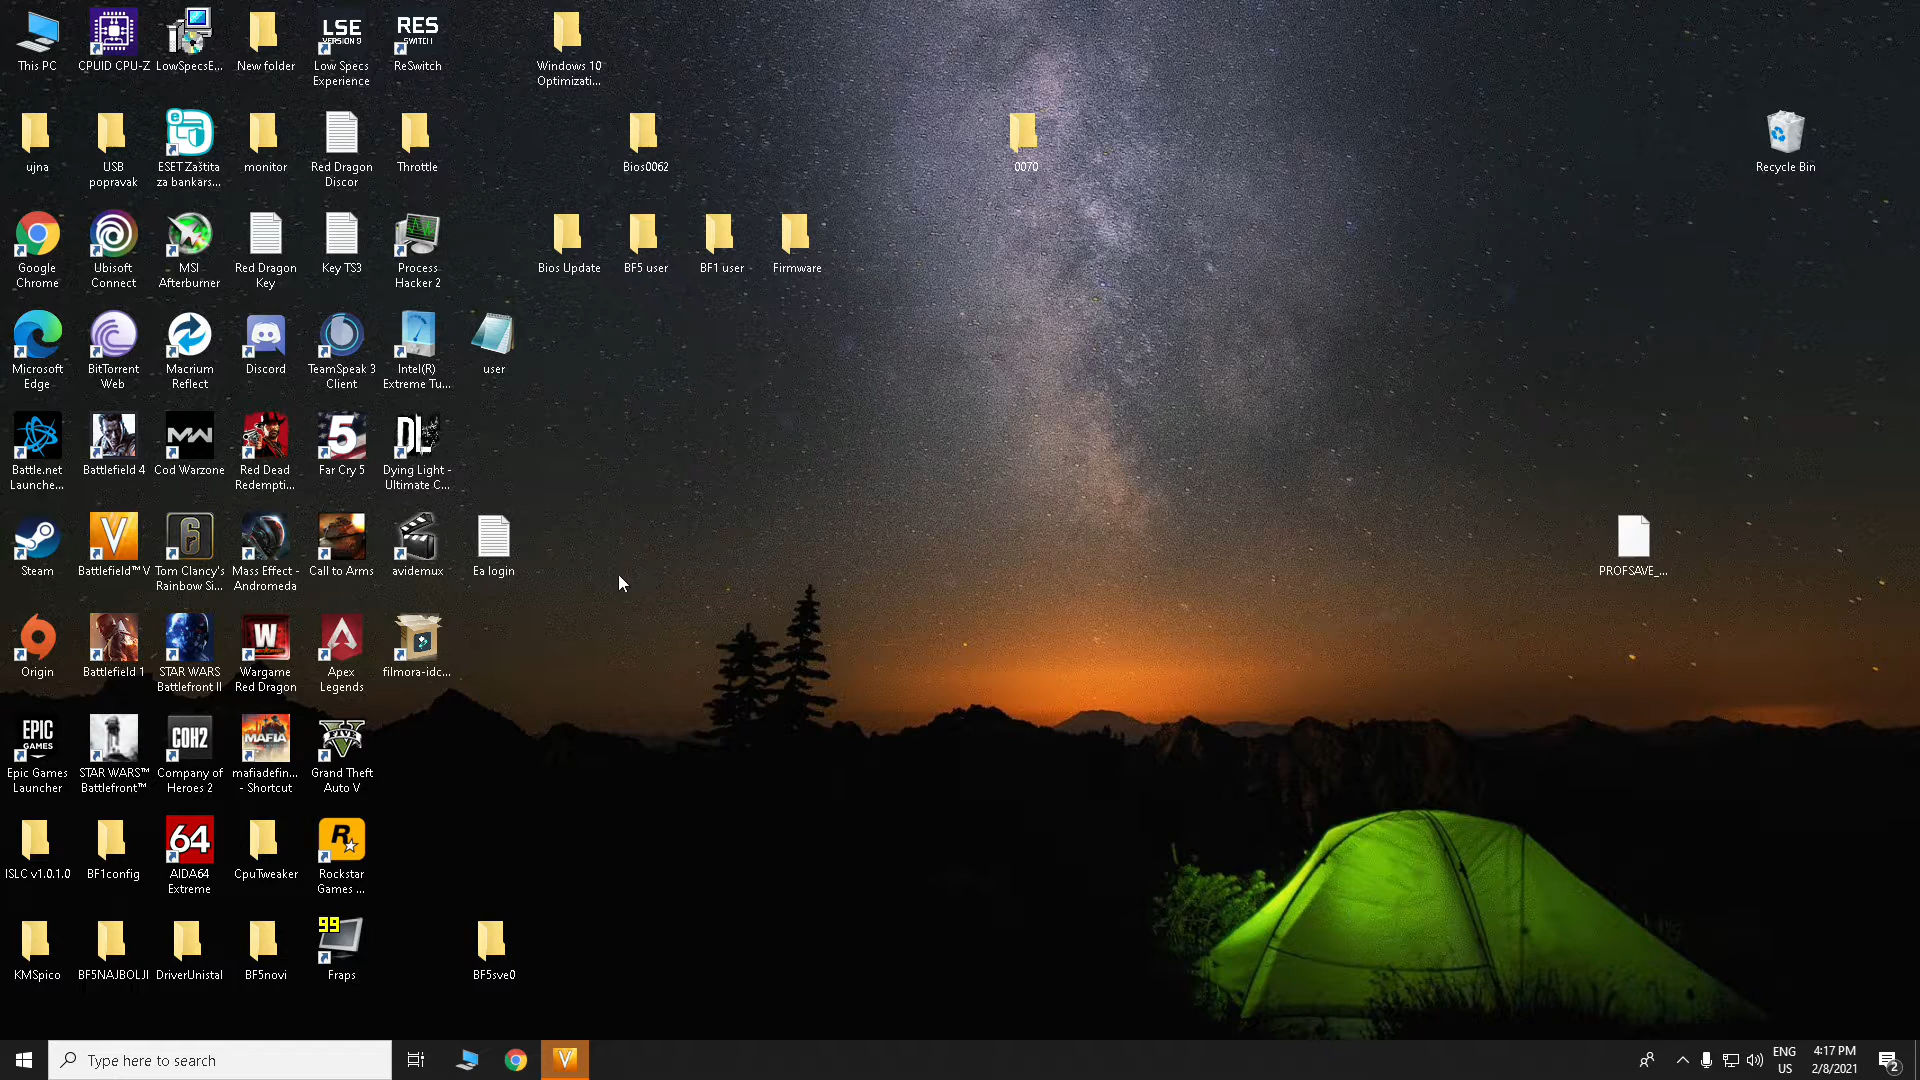 LSE
VERSION 9
RES
SWITCH
This PC
CPUID CPU-Z
LowSpecsE...
New folder
Low Specs
Experience
ReSwitch
Windows 10
Optimizati...
ujna
USB
popravak
ESET Zaštita
za bankars...
monitor
Red Dragon
Discor
Throttle
Bios0062
0070
Recycle Bin
Google
Chrome
Ubisoft
Connect
MSI
Afterburner
Red Dragon
Key
Key TS3
Process
Hacker 2
Bios Update
BF5 user
BF1 user
Firmware
Microsoft
Edge
BitTorrent
Web
Macrium
Reflect
Discord
TeamSpeak 3
Client
Intel(R)
Extreme Tu...
user
MW
5
DL
Battle.net
Launche...
Battlefield 4
Cod Warzone
Red Dead
Redempti...
Far Cry 5
Dying Light -
Ultimate C...
V
6
Steam
Battlefield™ V
Tom Clancy's
Rainbow Si...
Mass Effect -
Andromeda
Call to Arms
avidemux
Ea login
PROFSAVE_...
W
Origin
Battlefield 1
STAR WARS
Battlefront II
Wargame
Red Dragon
Apex
Legends
filmora-idc...
EPIC
GAMES
COH2
MAFIA
V
FIVE
Epic Games
Launcher
STAR WARS™
Battlefront™
Company of
Heroes 2
mafiadefin...
- Shortcut
Grand Theft
Auto V
64
R
ISLC v1.0.1.0
BF1config
AIDA64
Extreme
CpuTweaker
Rockstar
Games ...
99
KMSpico
BF5NAJBOLJI
DriverUnistal
BF5novi
Fraps
BF5sve0
Type here to search
V
ENG
US
4:17 PM
2/8/2021
2